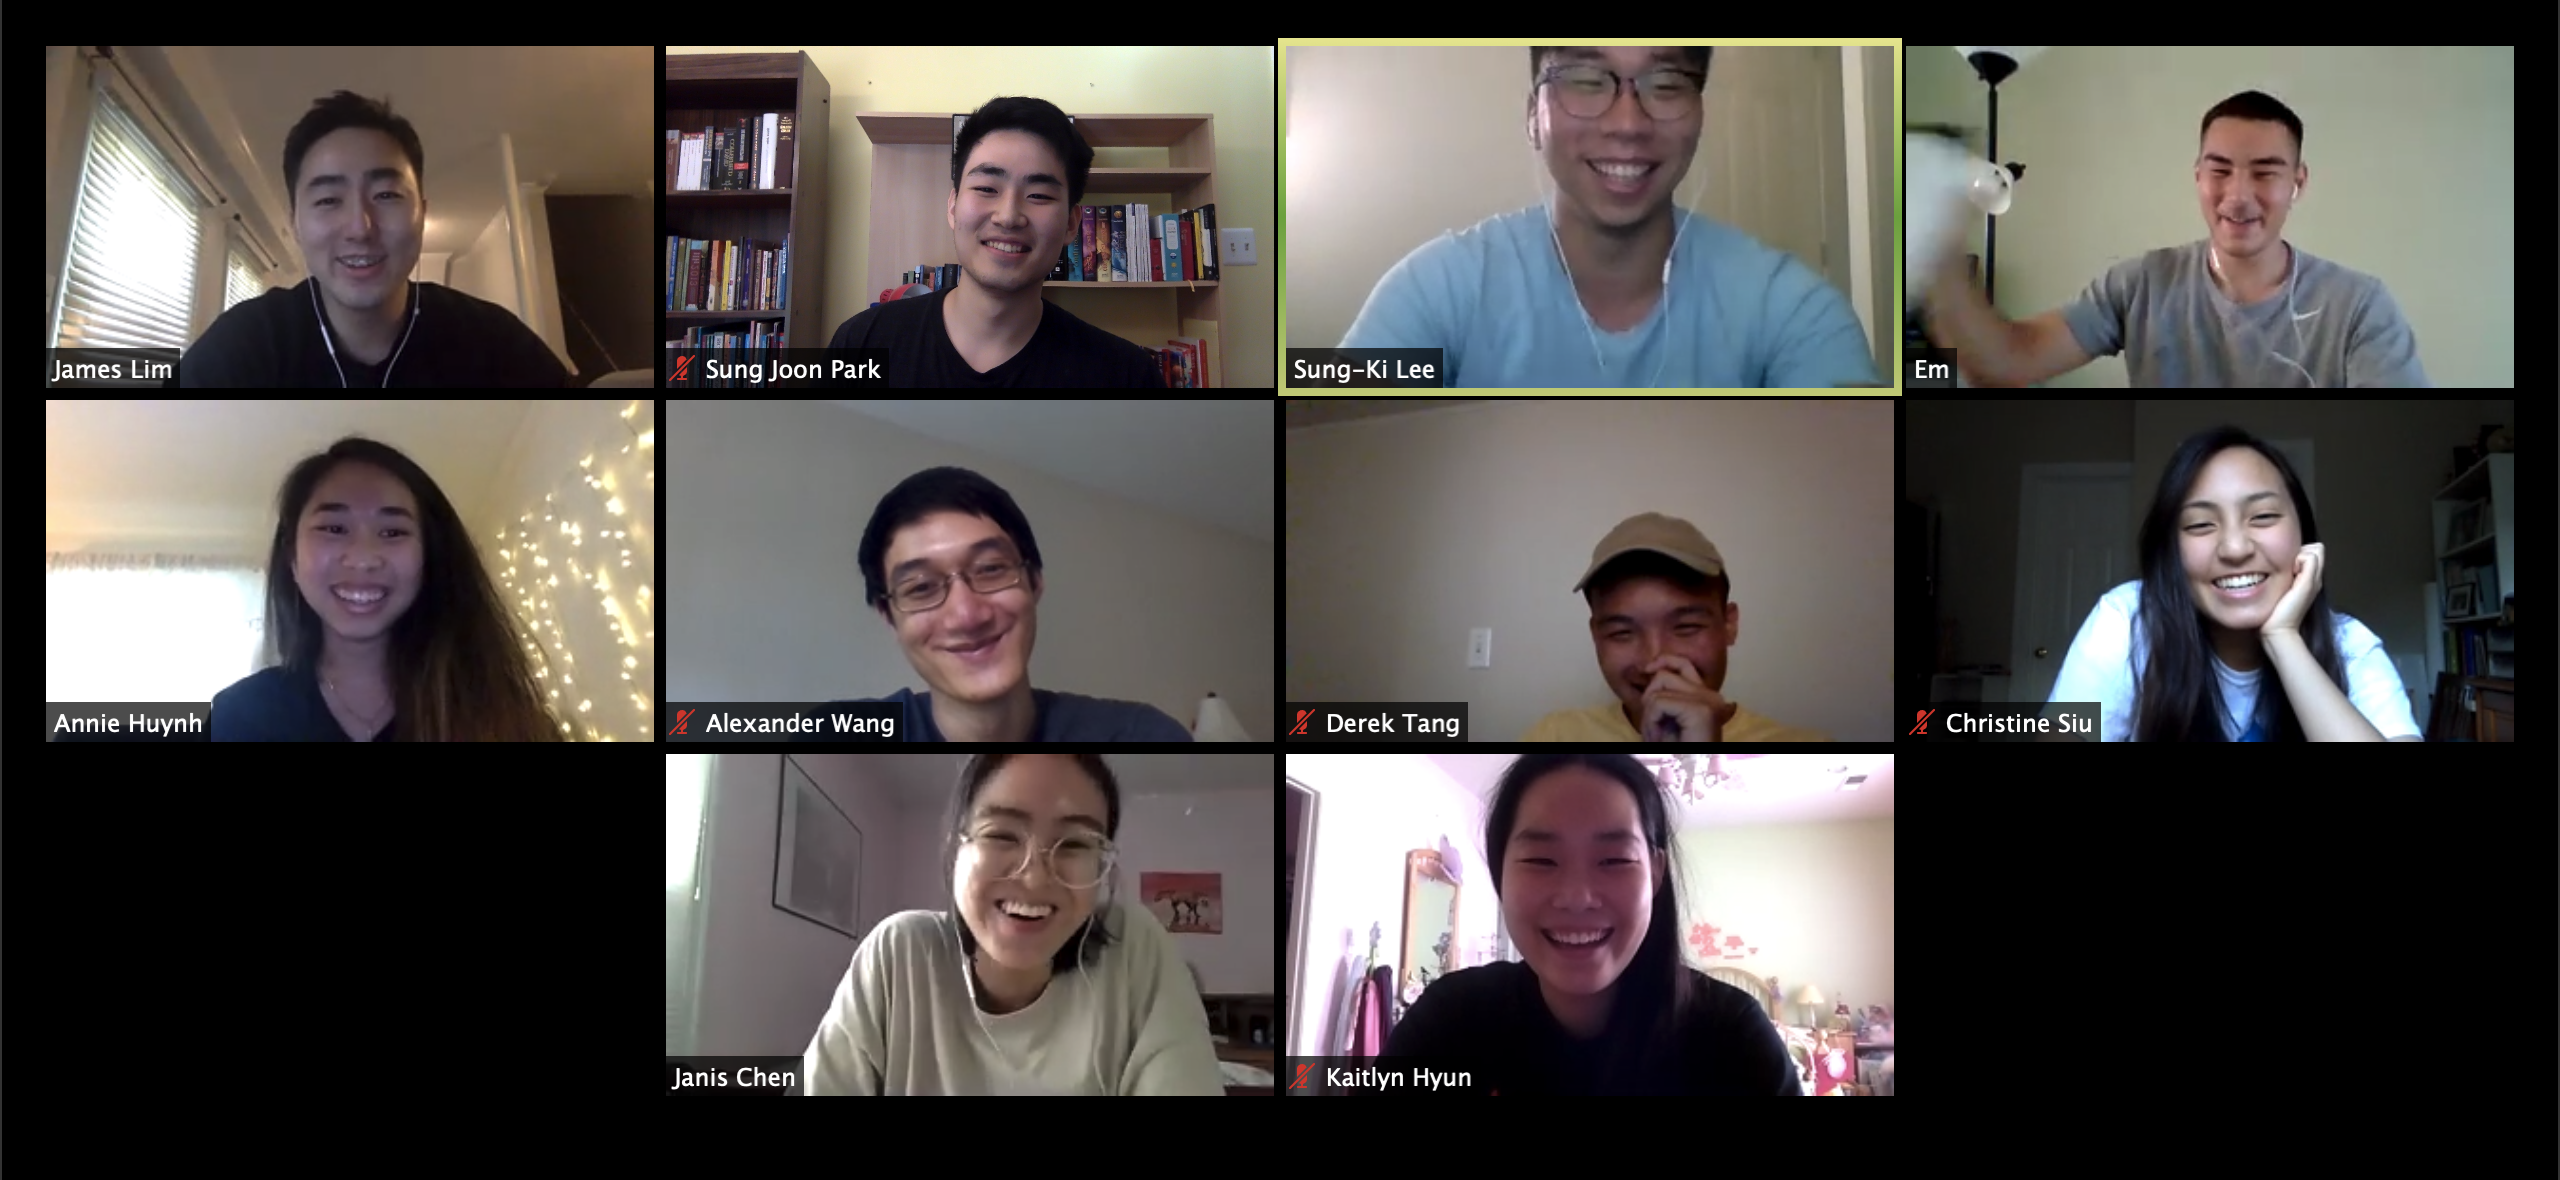 James Lim
Sung Joon Park
Sung-Ki Lee
Em
Annie Huynh
Alexander Wang
Derek Tang
Christine Siu
Janis Chen
Kaitlyn Hyun